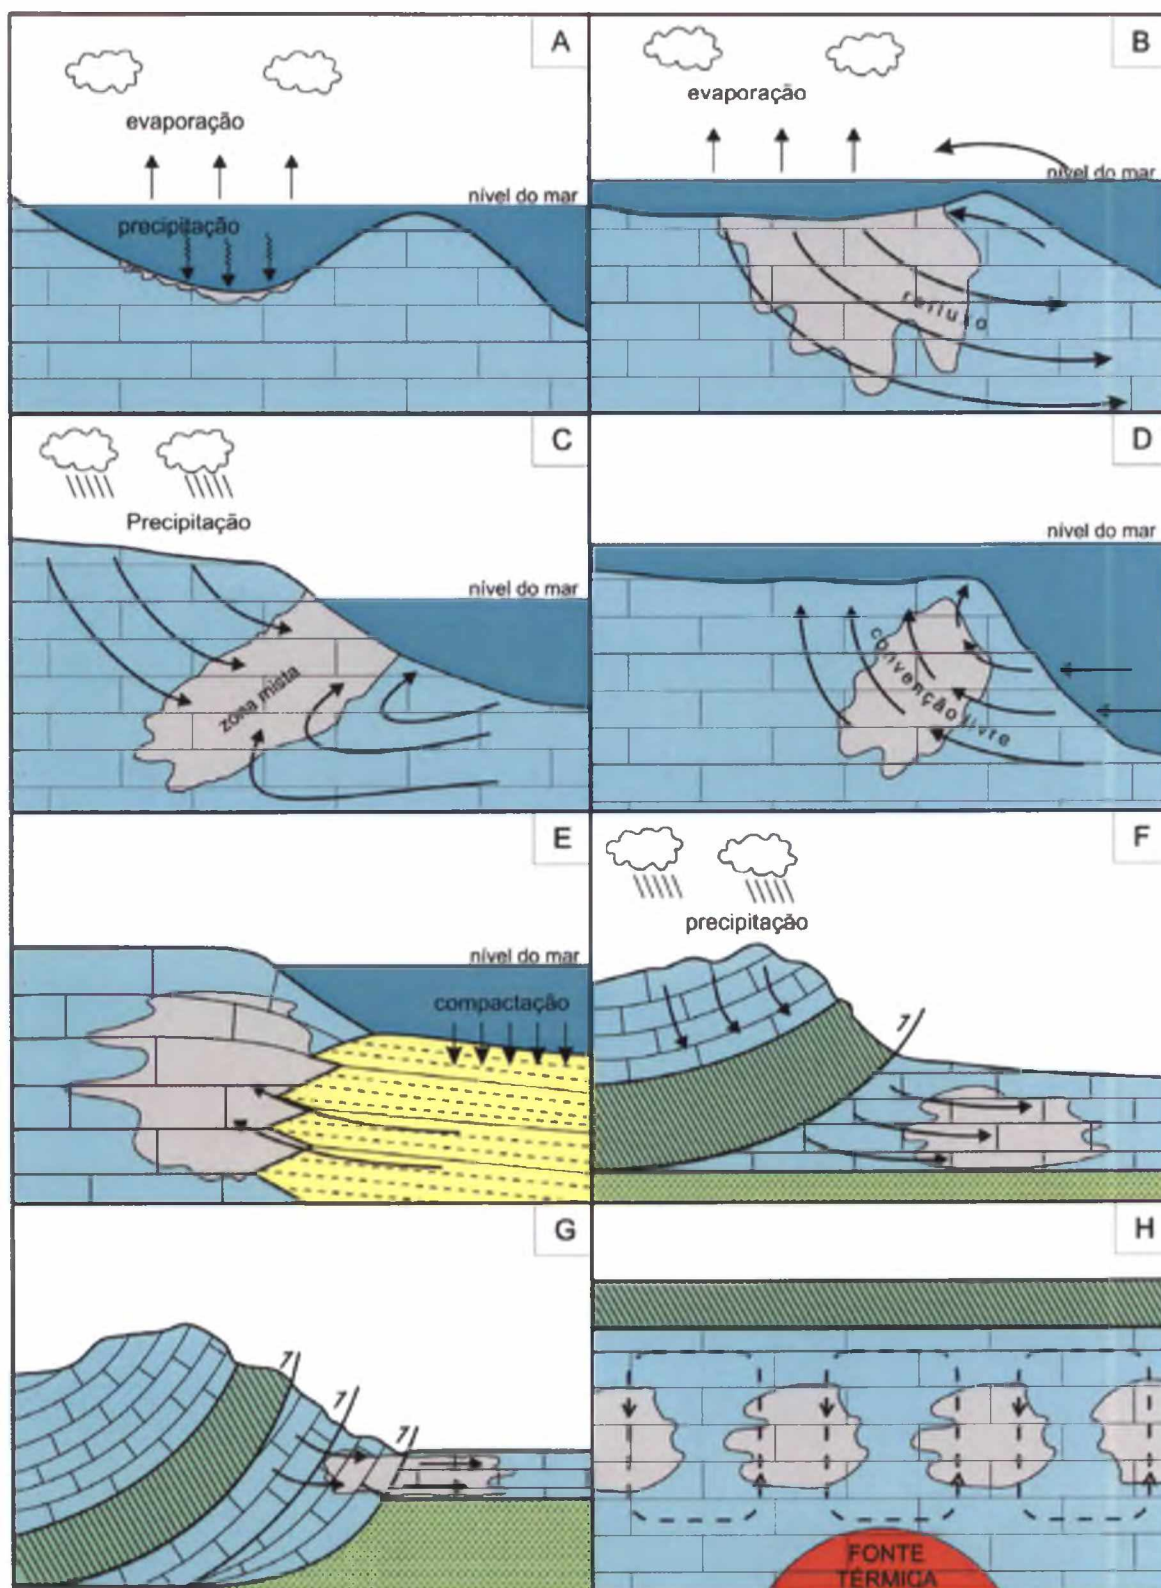 A
evaporação
nível do mar
precipitação
B
evaporação
nível do mar
refluxo
C
Precipitação
nível do mar
zona mista
D
nível do mar
convenção livre
E
nível do mar
compactação
F
precipitação
G
H
FONTE
TÉRMICA